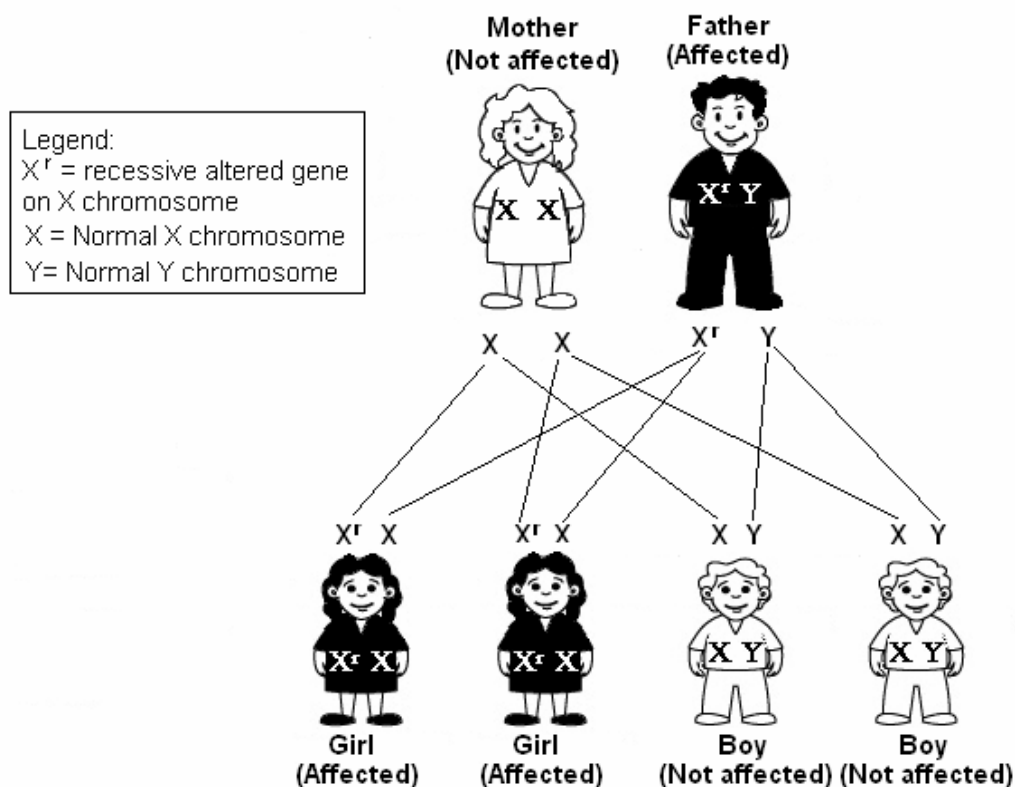 Mother Father
(Not affected) (Affected)
Legend:
Xʳ = recessive altered gene
on X chromosome
X = Normal X chromosome
Y= Normal Y chromosome
X X Xʳ Y
X X Xʳ Y
Xʳ X Xʳ X X Y X Y
Xʳ X Xʳ X X Y X Y
Girl Girl Boy Boy
(Affected) (Affected) (Not affected) (Not affected)